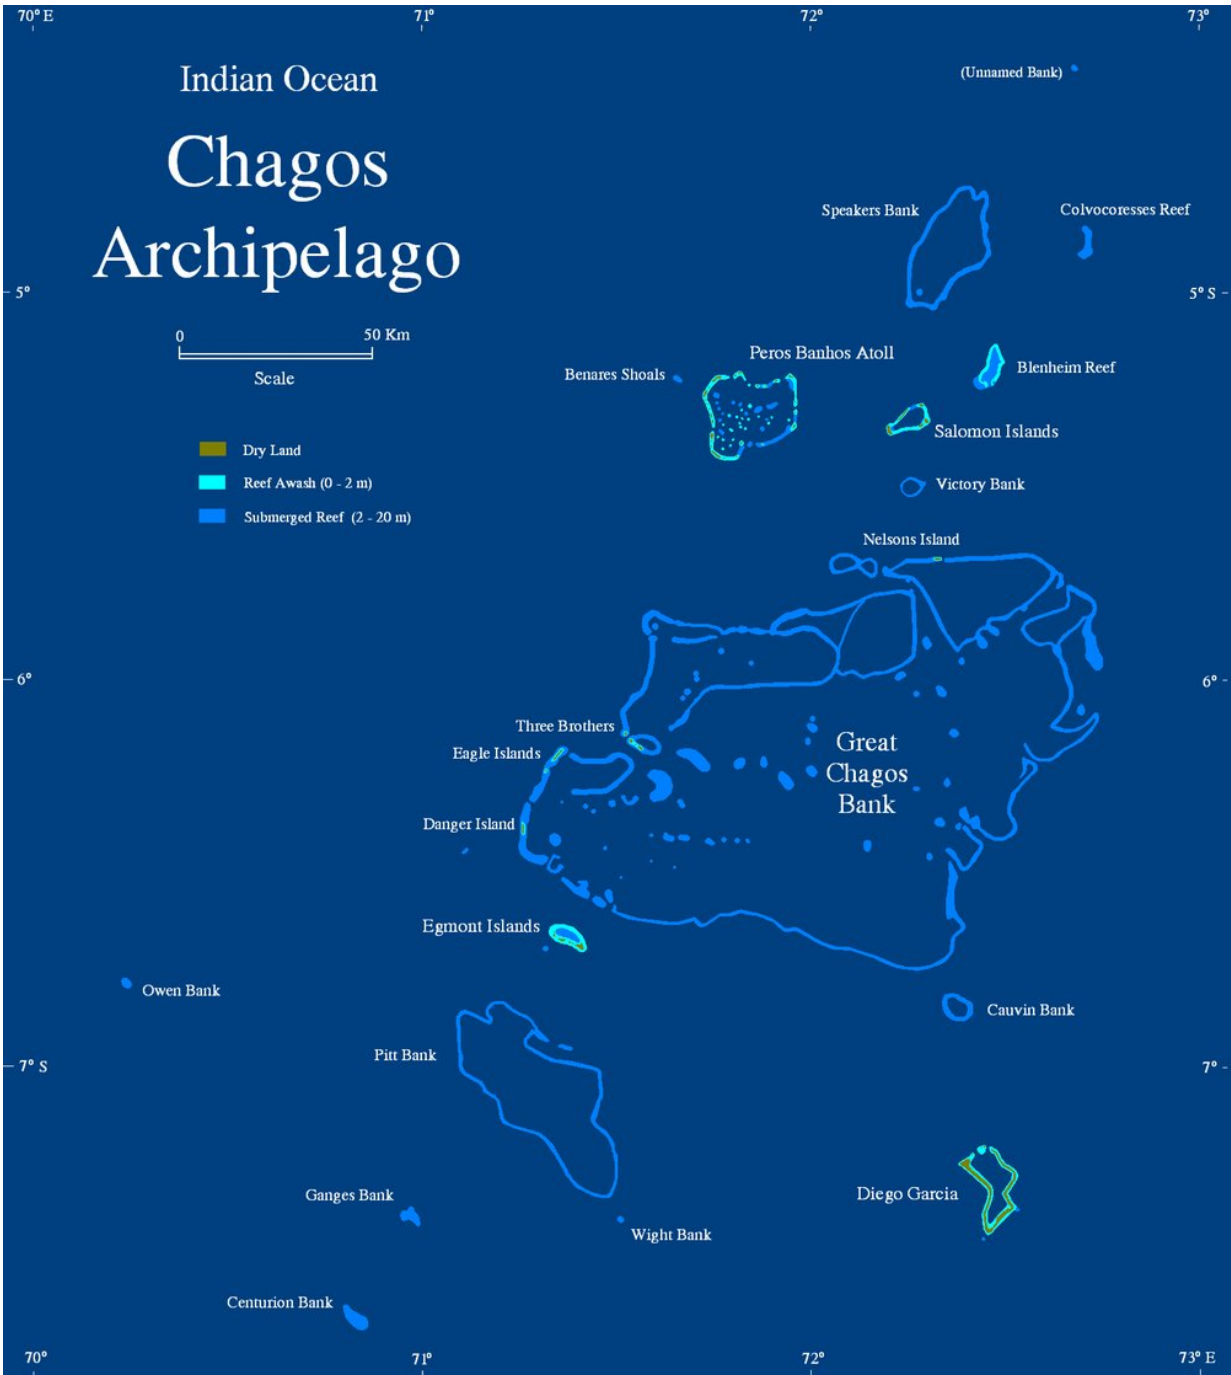 70° E
71°
72°
73°
Indian Ocean
Chagos
Archipelago
(Unnamed Bank)
Speakers Bank
Colvocoresses Reef
5°
5° S
0
50 Km
Scale
Peros Banhos Atoll
Benares Shoals
Blenheim Reef
Salomon Islands
Dry Land
Reef Awash (0 - 2 m)
Submerged Reef (2 - 20 m)
Victory Bank
Nelsons Island
6°
6°
Three Brothers
Eagle Islands
Great
Chagos
Bank
Danger Island
Egmont Islands
Owen Bank
Cauvin Bank
Pitt Bank
7° S
7°
Diego Garcia
Ganges Bank
Wight Bank
Centurion Bank
70°
71°
72°
73° E